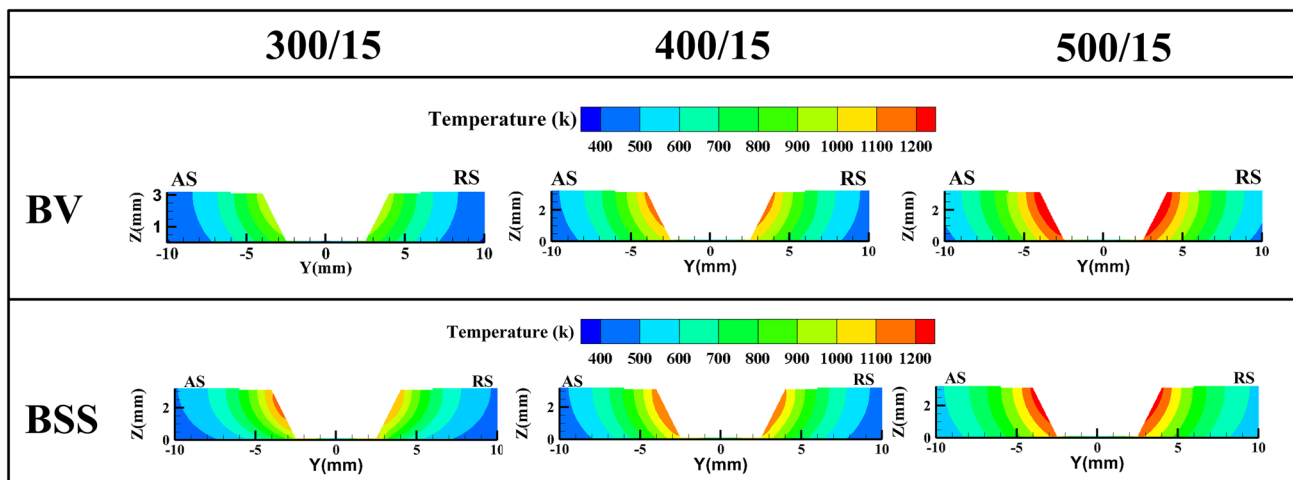 300/15 400/15 500/15
BV
Temperature (k)
400 500 600 700 800 900 1000 1100 1200
AS RS
Z(mm)
3
1
-10 -5 0 5 10
Y(mm)
AS RS
Z(mm)
2
0
-10 -5 0 5 10
Y(mm)
AS RS
Z(mm)
2
0
-10 -5 0 5 10
Y(mm)
BSS
Temperature (k)
400 500 600 700 800 900 1000 1100 1200
AS RS
Z(mm)
2
0
-10 -5 0 5 10
Y(mm)
AS RS
Z(mm)
2
0
-10 -5 0 5 10
Y(mm)
AS RS
Z(mm)
2
0
-10 -5 0 5 10
Y(mm)